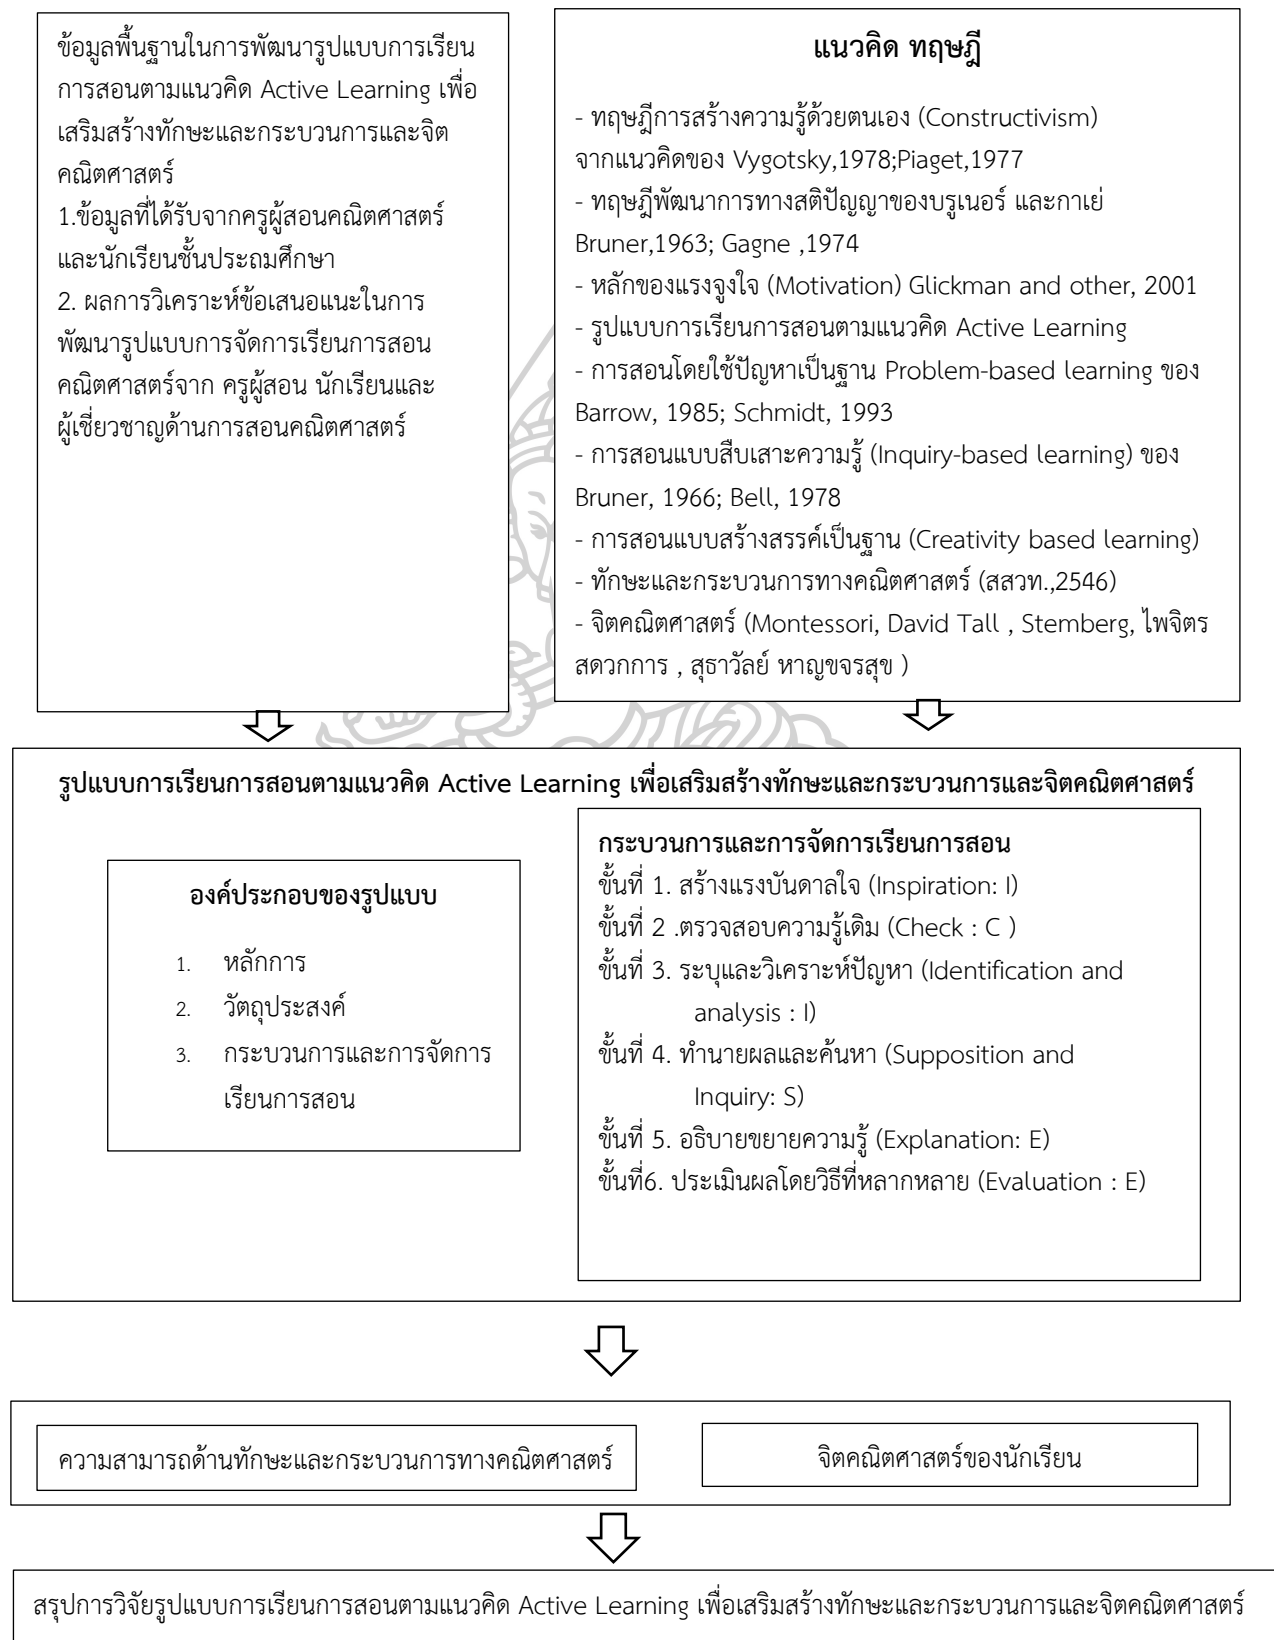 ข้อมูลพื้นฐานในการพัฒนารูปแบบการเรียน
การสอนตามแนวคิด Active Learning เพื่อ
เสริมสร้างทักษะและกระบวนการและจิต
คณิตศาสตร์
1.ข้อมูลที่ได้รับจากครูผู้สอนคณิตศาสตร์
และนักเรียนชั้นประถมศึกษา
2. ผลการวิเคราะห์ข้อเสนอแนะในการ
พัฒนารูปแบบการจัดการเรียนการสอน
คณิตศาสตร์จาก ครูผู้สอน นักเรียนและ
ผู้เชี่ยวชาญด้านการสอนคณิตศาสตร์
แนวคิด ทฤษฎี
- ทฤษฎีการสร้างความรู้ด้วยตนเอง (Constructivism)
จากแนวคิดของ Vygotsky,1978;Piaget,1977
- ทฤษฎีพัฒนาการทางสติปัญญาของบรูเนอร์ และกาเย่
Bruner,1963; Gagne ,1974
- หลักของแรงจูงใจ (Motivation) Glickman and other, 2001
- รูปแบบการเรียนการสอนตามแนวคิด Active Learning
- การสอนโดยใช้ปัญหาเป็นฐาน Problem-based learning ของ
Barrow, 1985; Schmidt, 1993
- การสอนแบบสืบเสาะความรู้ (Inquiry-based learning) ของ
Bruner, 1966; Bell, 1978
- การสอนแบบสร้างสรรค์เป็นฐาน (Creativity based learning)
- ทักษะและกระบวนการทางคณิตศาสตร์ (สสวท.,2546)
- จิตคณิตศาสตร์ (Montessori, David Tall , Stemberg, ไพจิตร
สดวกการ , สุธาวัลย์ หาญขจรสุข )
รูปแบบการเรียนการสอนตามแนวคิด Active Learning เพื่อเสริมสร้างทักษะและกระบวนการและจิตคณิตศาสตร์
องค์ประกอบของรูปแบบ
1. หลักการ
2. วัตถุประสงค์
3. กระบวนการและการจัดการ
เรียนการสอน
กระบวนการและการจัดการเรียนการสอน
ขั้นที่ 1. สร้างแรงบันดาลใจ (Inspiration: I)
ขั้นที่ 2 .ตรวจสอบความรู้เดิม (Check : C )
ขั้นที่ 3. ระบุและวิเคราะห์ปัญหา (Identification and
analysis : I)
ขั้นที่ 4. ทำนายผลและค้นหา (Supposition and
Inquiry: S)
ขั้นที่ 5. อธิบายขยายความรู้ (Explanation: E)
ขั้นที่6. ประเมินผลโดยวิธีที่หลากหลาย (Evaluation : E)
ความสามารถด้านทักษะและกระบวนการทางคณิตศาสตร์
จิตคณิตศาสตร์ของนักเรียน
สรุปการวิจัยรูปแบบการเรียนการสอนตามแนวคิด Active Learning เพื่อเสริมสร้างทักษะและกระบวนการและจิตคณิตศาสตร์